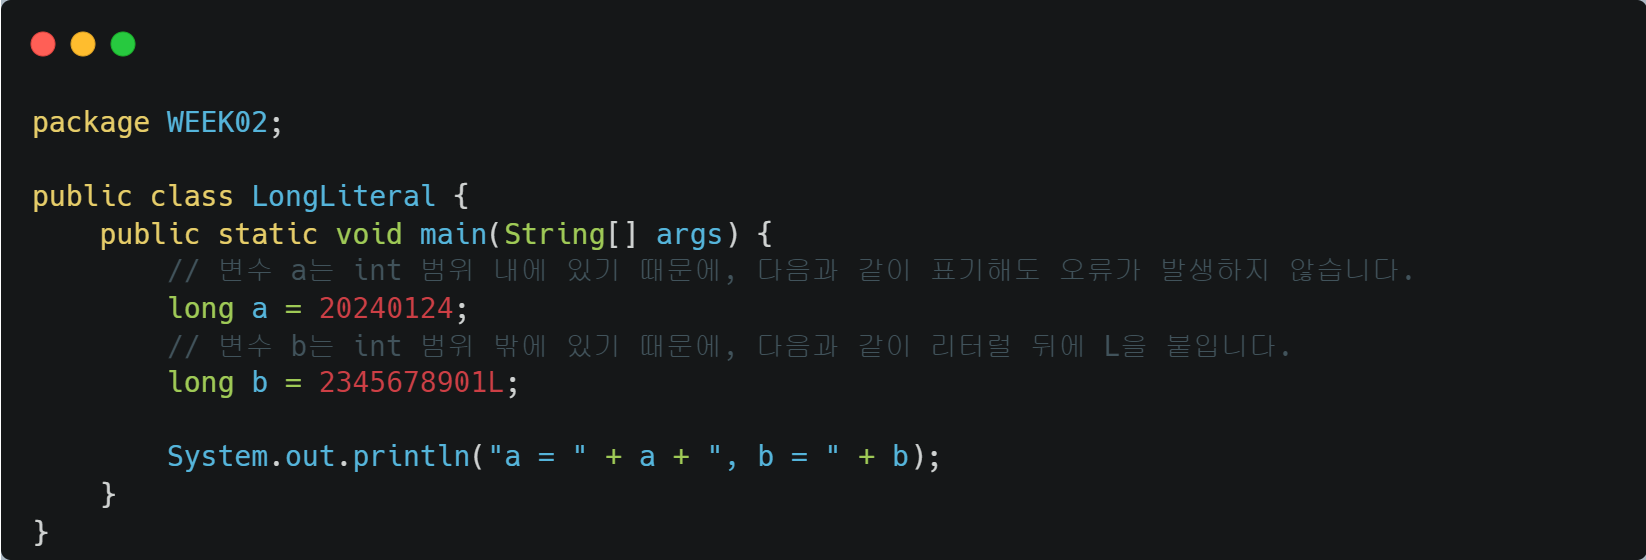 package WEEK02;
public class LongLiteral {
public static void main(String[] args) {
// 변수 a는 int 범위 내에 있기 때문에, 다음과 같이 표기해도 오류가 발생하지 않습니다.
long a = 20240124;
// 변수 b는 int 범위 밖에 있기 때문에, 다음과 같이 리터럴 뒤에 L을 붙입니다.
long b = 2345678901L;
System.out.println("a = " + a + ", b = " + b);
}
}